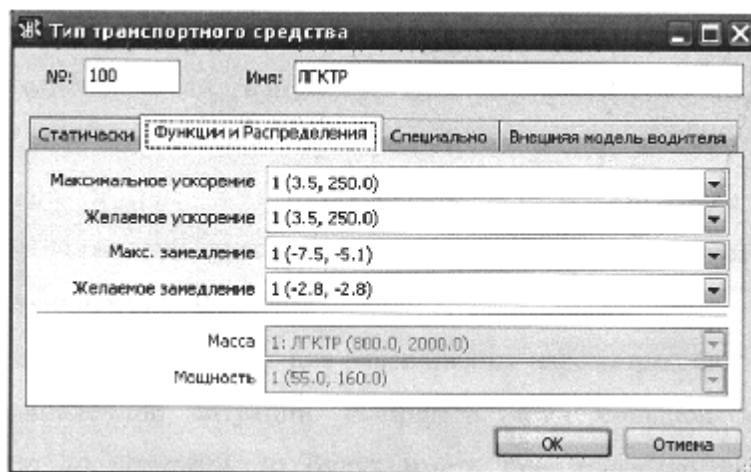 Тип транспортного средства
№: 100 Имя: ЛГКТР
Статически Функции и Распределения Специально Внешняя модель водителя
Максимальное ускорение 1 (3.5, 250.0)
Желаемое ускорение 1 (3.5, 250.0)
Макс. замедление 1 (-7.5, -5.1)
Желаемое замедление 1 (-2.8, -2.8)
Масса 1: ЛГКТР (800.0, 2000.0)
Мощность 1 (55.0, 160.0)
OK Отмена